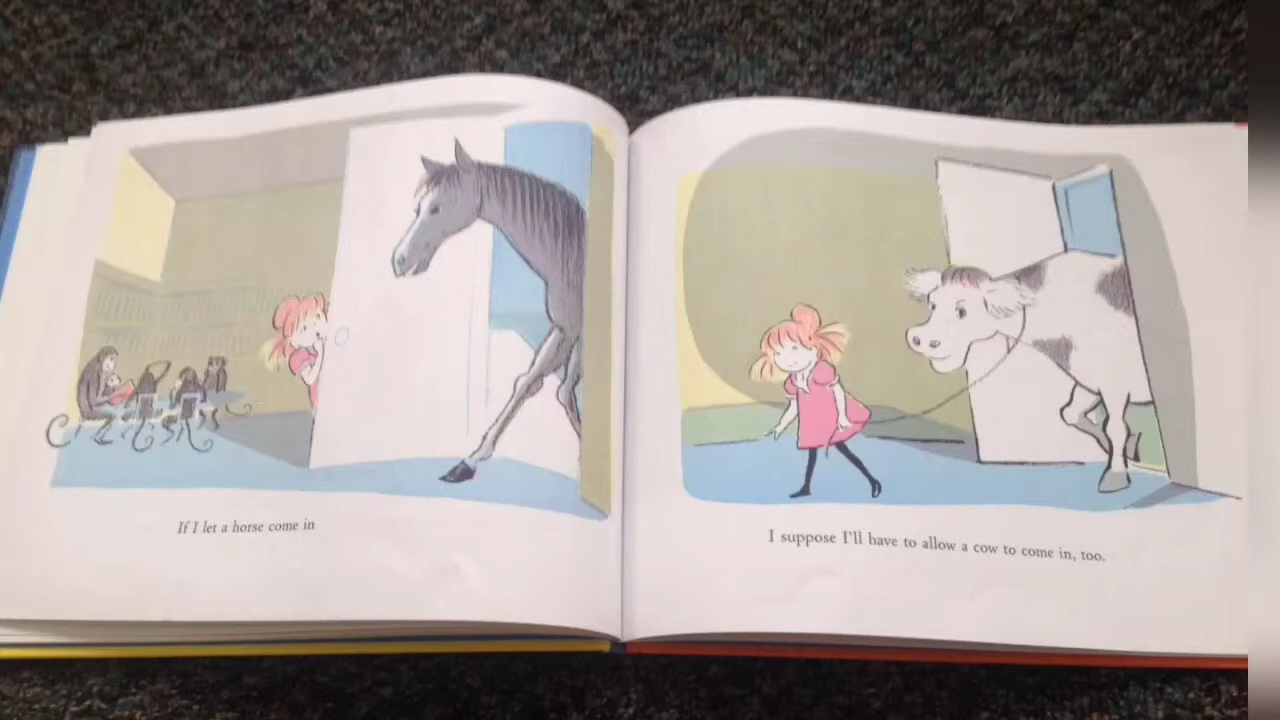 If I let a horse come in
I suppose I'll have to allow a cow to come in, too.